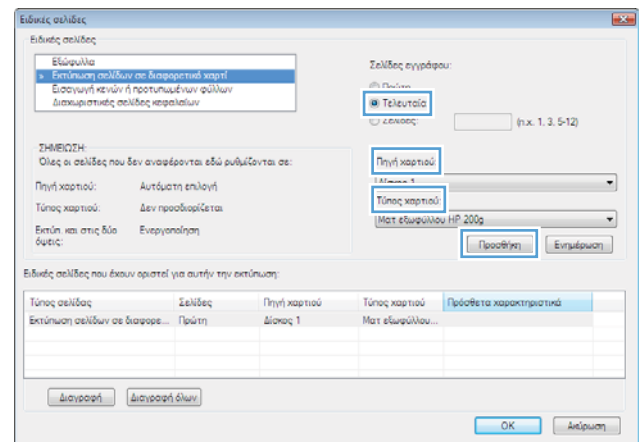 Ειδικές σελίδες
Ειδικές σελίδες
Εξώφυλλα
Εκτύπωση σελίδων σε διαφορετικό χαρτί
Εισαγωγή κενών ή προτυπωμένων φύλλων
Διαχωριστικές σελίδες κεφαλαίων
Σελίδες εγγράφου:
Πρώτη
Τελευταία
Σελίδες: (π.χ. 1, 3, 5-12)
ΣΗΜΕΙΩΣΗ:
Όλες οι σελίδες που δεν αναφέρονται εδώ ρυθμίζονται σε:
Πηγή χαρτιού: Αυτόματη επιλογή
Τύπος χαρτιού: Δεν προσδιορίζεται
Εκτύπ. και στις δύο όψεις: Ενεργοποίηση
Πηγή χαρτιού:
Δίσκος 1
Τύπος χαρτιού:
Ματ εξωφύλλου HP 200g
Προσθήκη Ενημέρωση
Ειδικές σελίδες που έχουν οριστεί για αυτήν την εκτύπωση:
Τύπος σελίδας Σελίδες Πηγή χαρτιού Τύπος χαρτιού Πρόσθετα χαρακτηριστικά
Εκτύπωση σελίδων σε διαφορε... Πρώτη Δίσκος 1 Ματ εξωφύλλου...
Διαγραφή Διαγραφή όλων
OK Ακύρωση